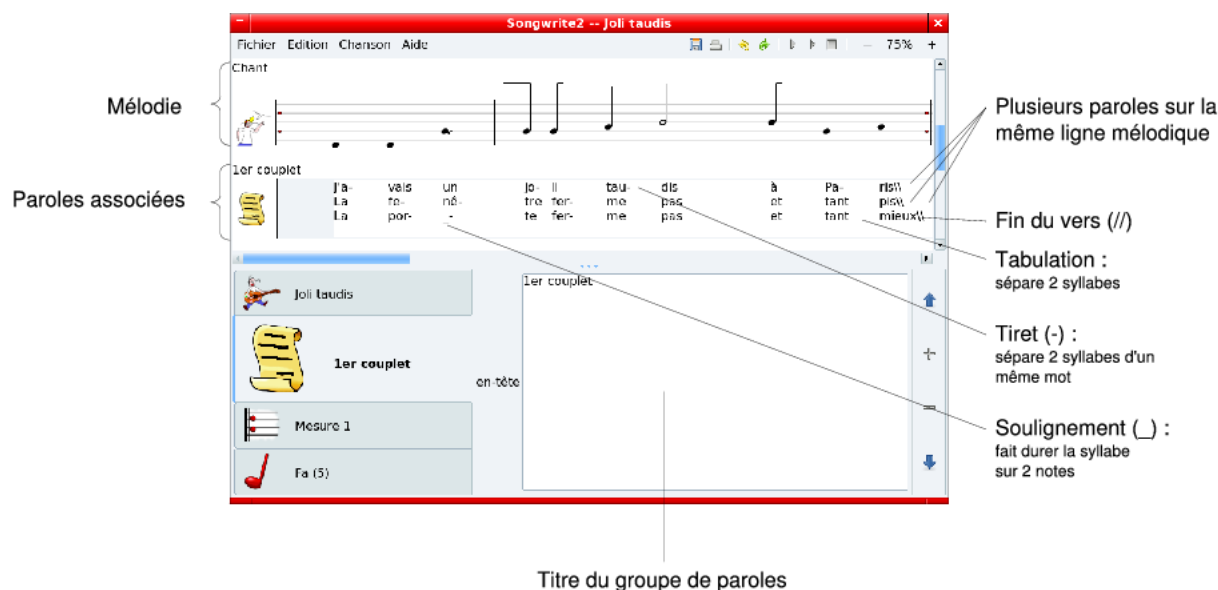 Songwrite2 -- Joli taudis
Fichier Edition Chanson Aide
75%
Chant
Mélodie
Plusieurs paroles sur la
même ligne mélodique
1er couplet
Paroles associées
J'a- vais un jo- li tau- dis à Pa- ris\\
La fe- nê- tre fer- me pas et tant pis\\
La por- - te fer- me pas et tant mieux\\
Fin du vers (//)
Tabulation :
sépare 2 syllabes
Tiret (-) :
sépare 2 syllabes d'un
même mot
Soulignement (_) :
fait durer la syllabe
sur 2 notes
Joli taudis
1er couplet
Mesure 1
Fa (5)
en-tête
1er couplet
Titre du groupe de paroles